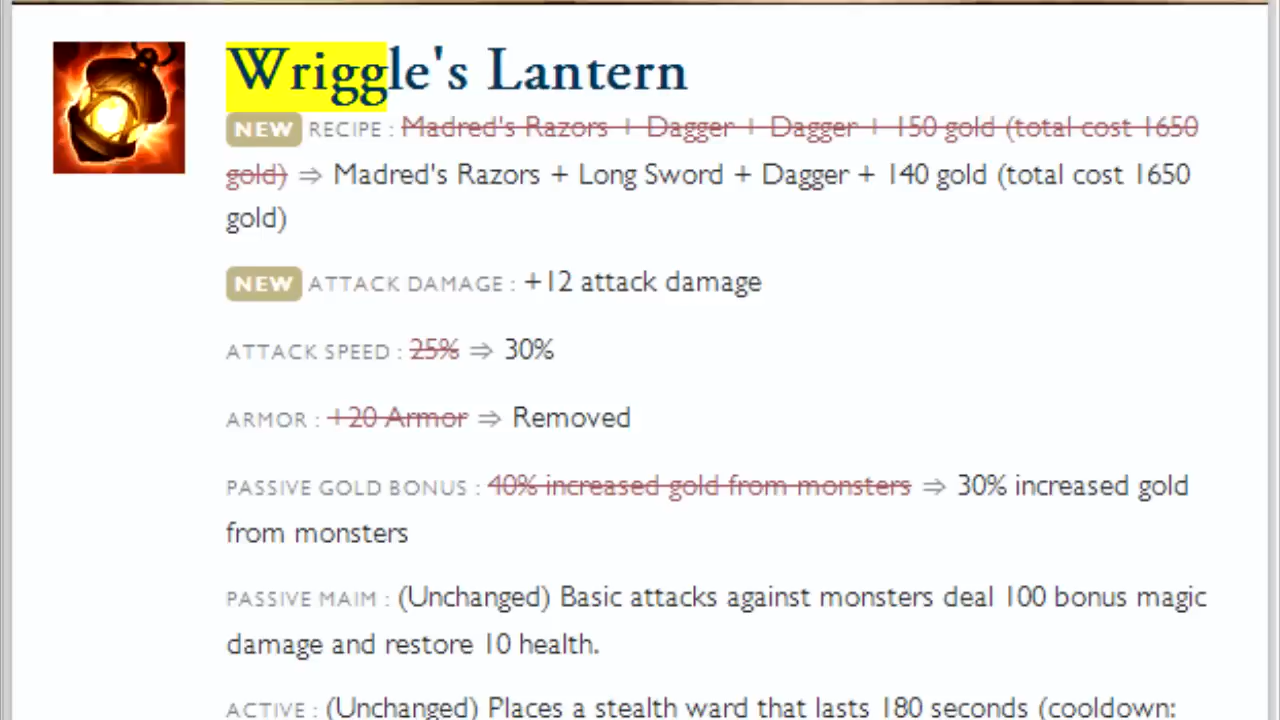 Wriggle's Lantern
NEW RECIPE : Madred's Razors + Dagger + Dagger + 150 gold (total cost 1650
gold) ⇒ Madred's Razors + Long Sword + Dagger + 140 gold (total cost 1650
gold)
NEW ATTACK DAMAGE : +12 attack damage
ATTACK SPEED : 25% ⇒ 30%
ARMOR : +20 Armor ⇒ Removed
PASSIVE GOLD BONUS : 40% increased gold from monsters ⇒ 30% increased gold
from monsters
PASSIVE MAIM : (Unchanged) Basic attacks against monsters deal 100 bonus magic
damage and restore 10 health.
ACTIVE : (Unchanged) Places a stealth ward that lasts 180 seconds (cooldown: